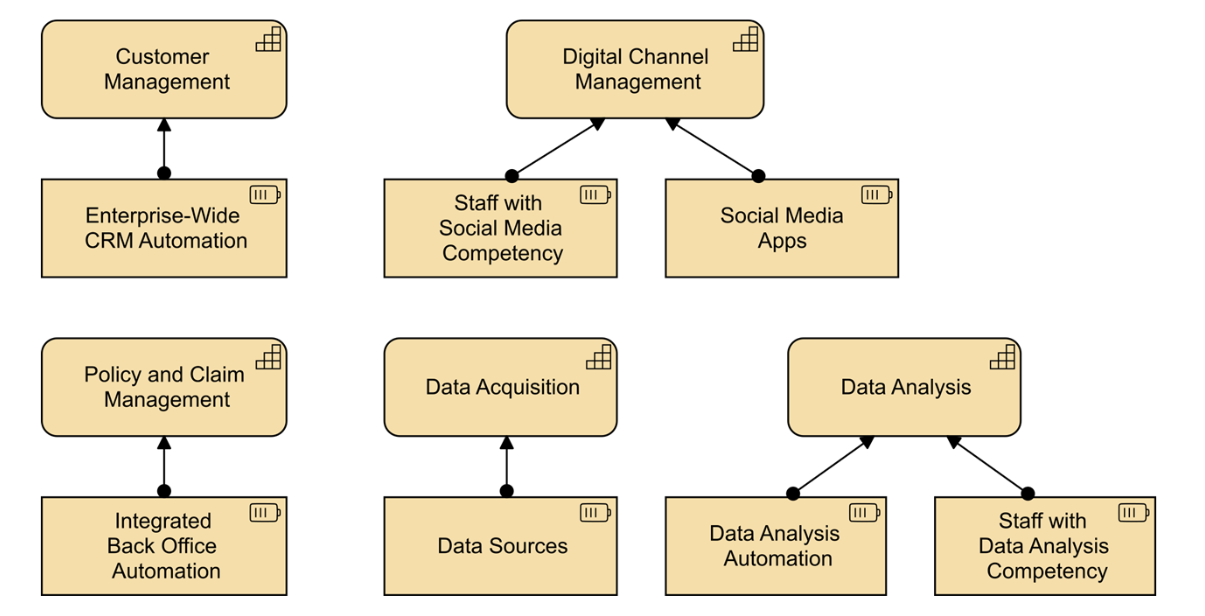 Customer
Management
Digital Channel
Management
Enterprise-Wide
CRM Automation
Staff with
Social Media
Competency
Social Media
Apps
Policy and Claim
Management
Data Acquisition
Data Analysis
Integrated
Back Office
Automation
Data Sources
Data Analysis
Automation
Staff with
Data Analysis
Competency